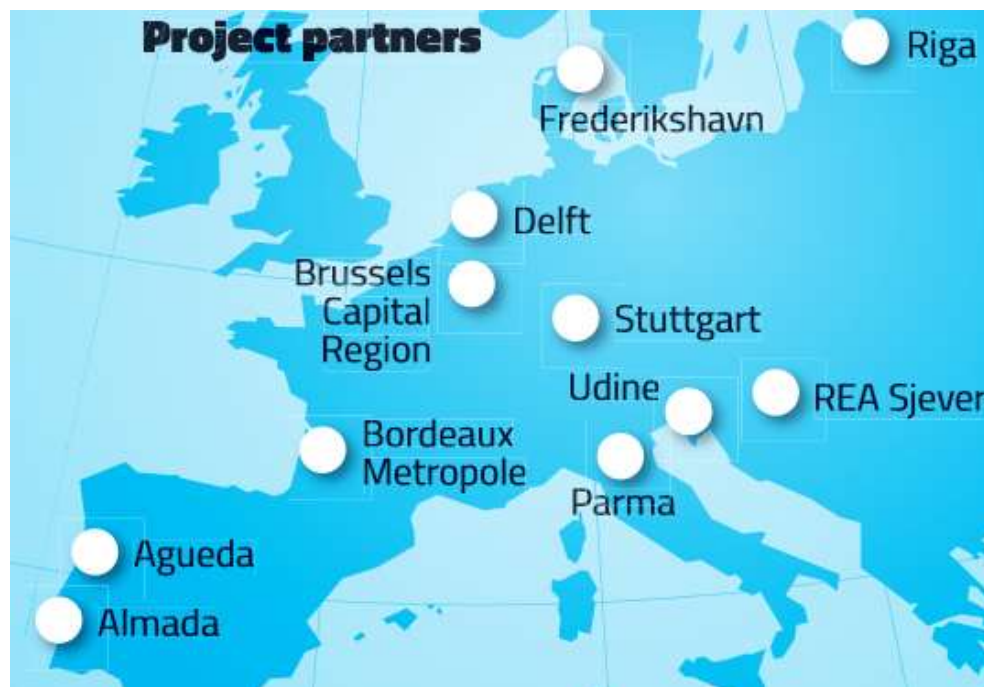 Project partners
Riga
Frederikshavn
Delft
Brussels
Capital
Region
Stuttgart
Udine
REA Sjever
Bordeaux
Metropole
Parma
Agueda
Almada